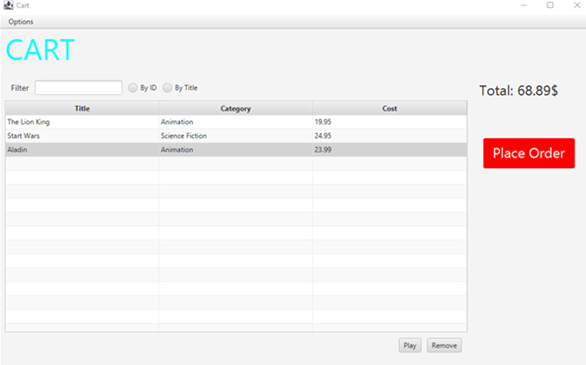 Cart
Options
CART
Filter By ID By Title
Total: 68.89$
Title Category Cost
The Lion King Animation 19.95
Start Wars Science Fiction 24.95
Aladin Animation 23.99
Place Order
Play Remove